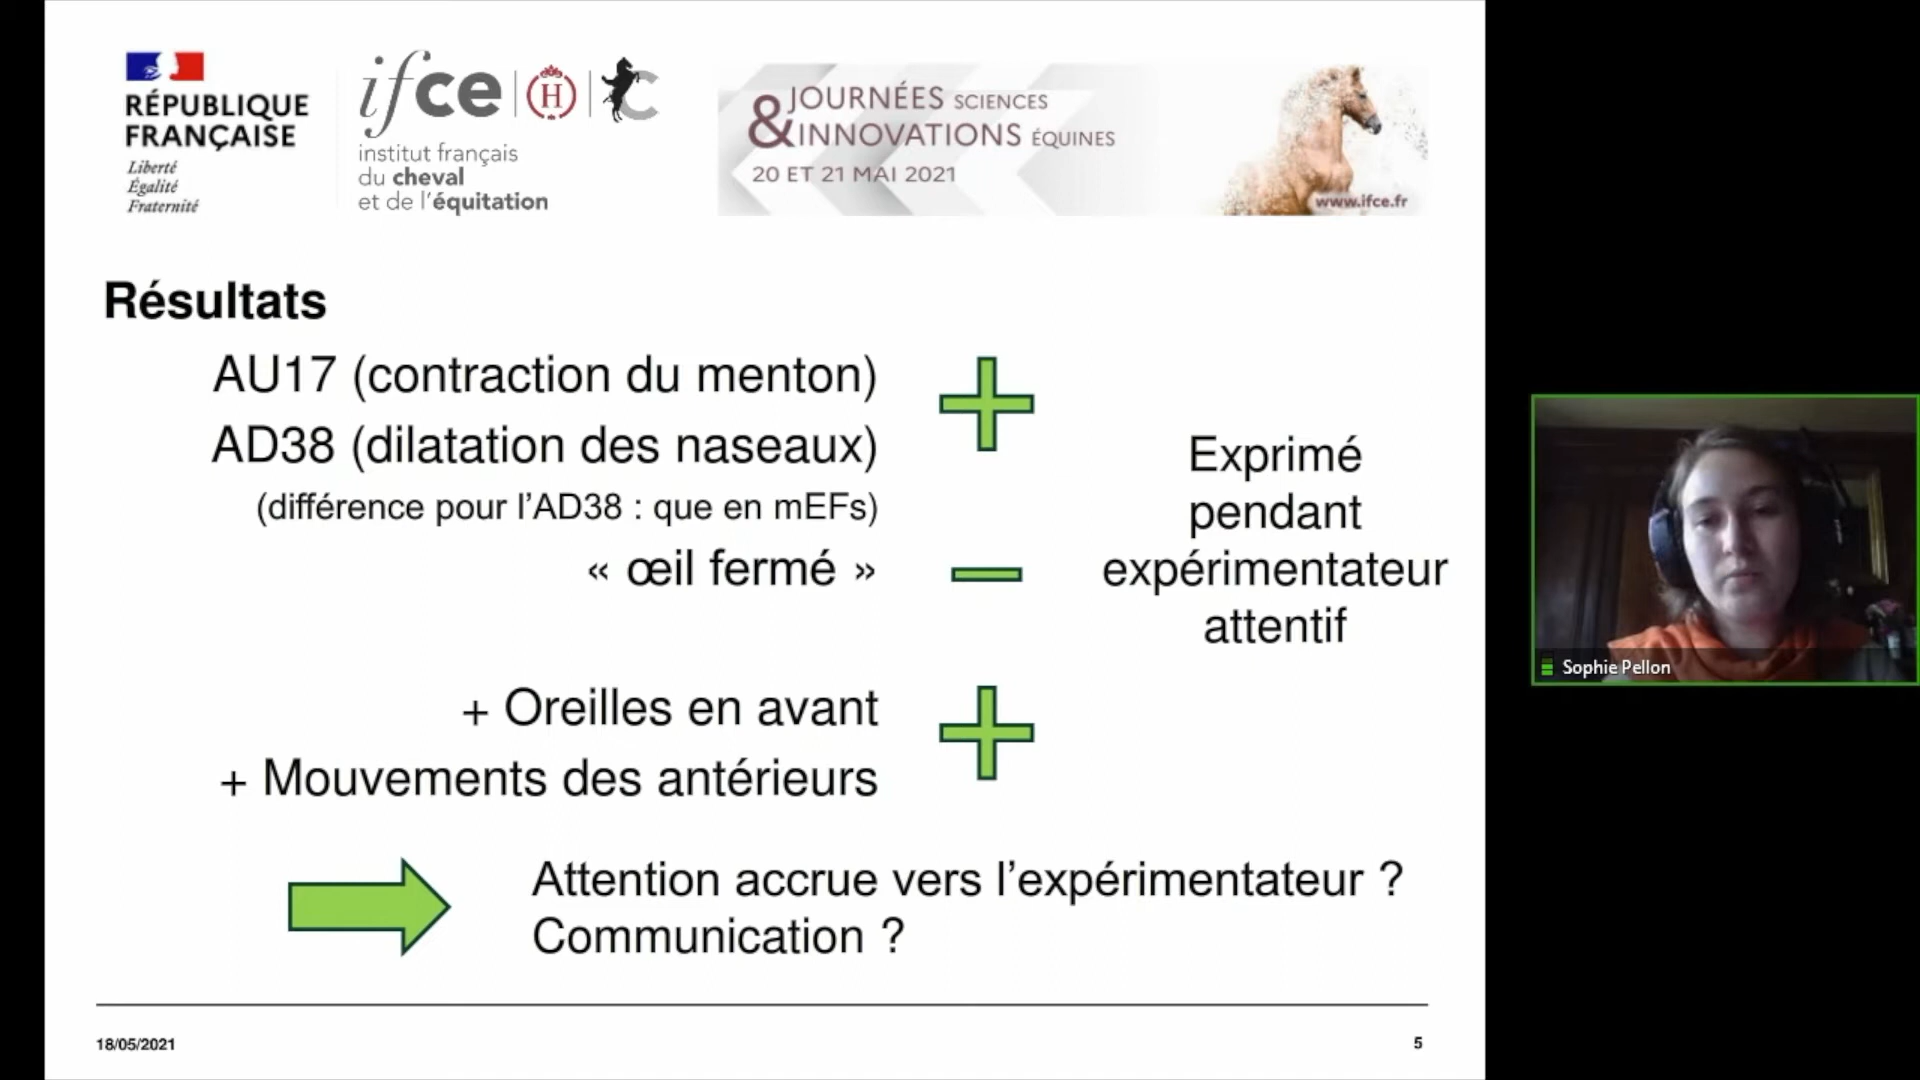 RÉPUBLIQUE
FRANÇAISE
Liberté
Égalité
Fraternité
ifce
H
institut français
du cheval
et de l'équitation
JOURNÉES SCIENCES
& INNOVATIONS ÉQUINES
20 ET 21 MAI 2021
www.ifce.fr
Résultats
AU17 (contraction du menton)
AD38 (dilatation des naseaux)
(différence pour l'AD38 : que en mEFs)
« œil fermé »
Exprimé
pendant
expérimentateur
attentif
+ Oreilles en avant
+ Mouvements des antérieurs
Attention accrue vers l'expérimentateur ?
Communication ?
18/05/2021
5
Sophie Pellon